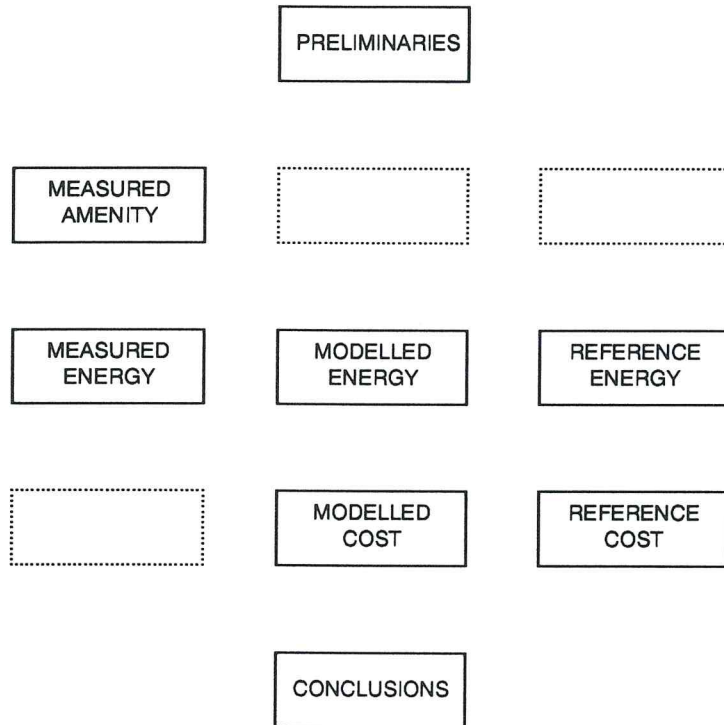 PRELIMINARIES
MEASURED
AMENITY
MEASURED
ENERGY
MODELLED
ENERGY
REFERENCE
ENERGY
MODELLED
COST
REFERENCE
COST
CONCLUSIONS